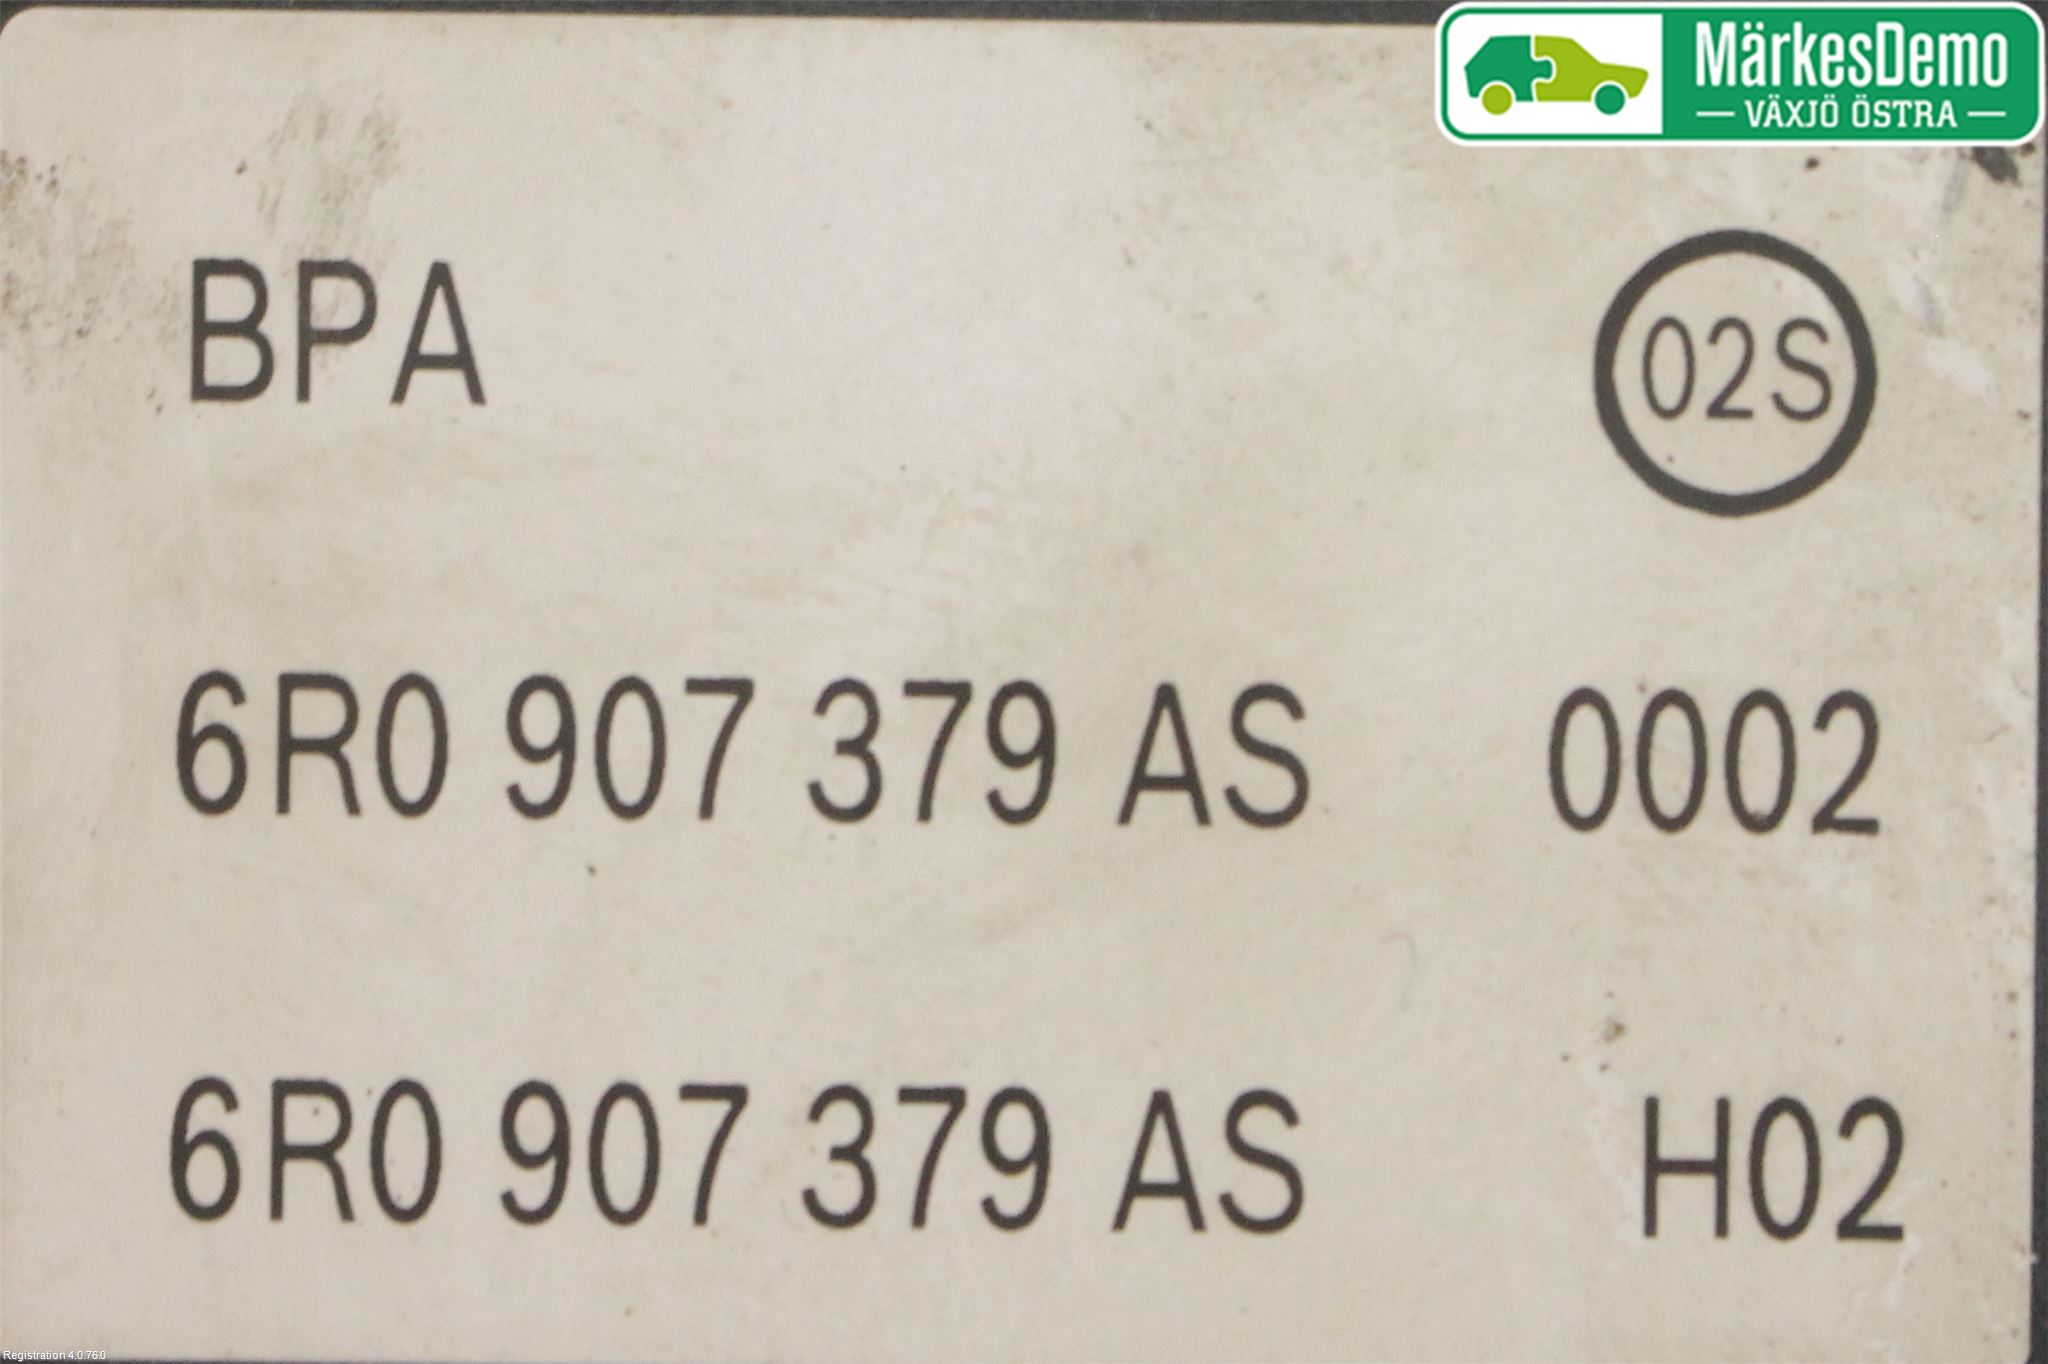 MärkesDemo
VÄXJÖ ÖSTRA
BPA
02S
6R0 907 379 AS 0002
6R0 907 379 AS H02
Registration 4.0.76.0